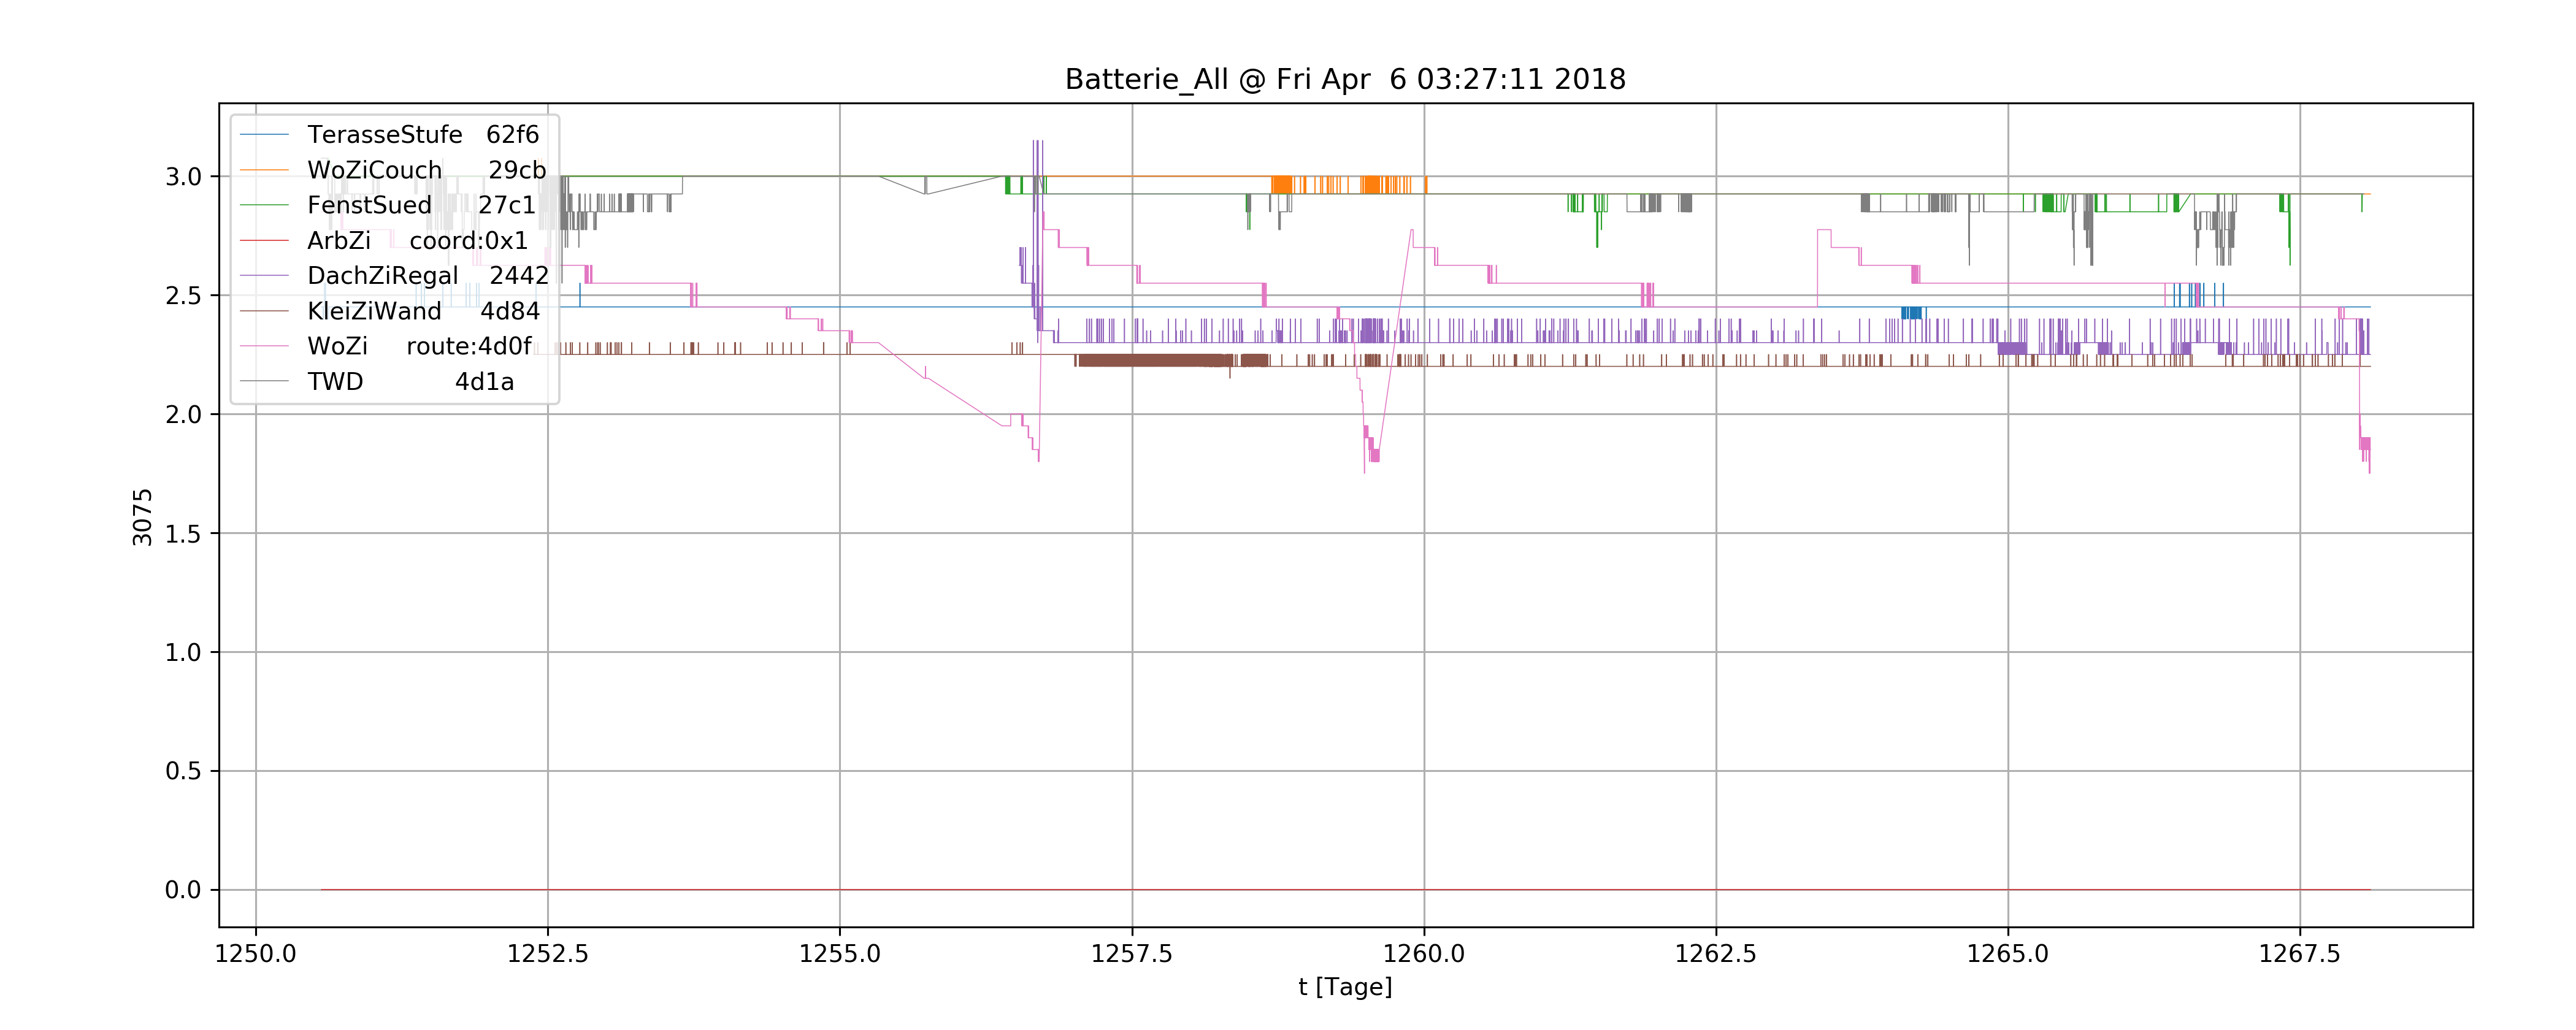 Batterie_All @ Fri Apr  6 03:27:11 2018
TerasseStufe   62f6
WoZiCouch      29cb
FenstSued      27c1
ArbZi     coord:0x1
DachZiRegal    2442
KleiZiWand     4d84
WoZi     route:4d0f
TWD            4d1a
3.0
2.5
2.0
1.5
1.0
0.5
0.0
3075
1250.0 1252.5 1255.0 1257.5 1260.0 1262.5 1265.0 1267.5
t [Tage]